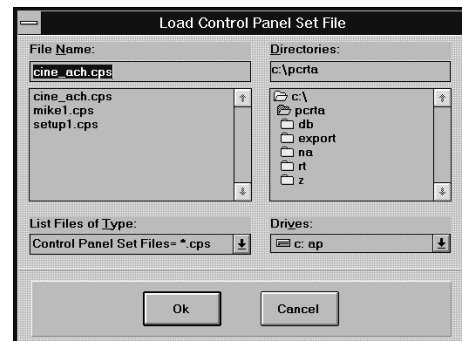 Load Control Panel Set File
File Name:
cine_ach.cps
cine_ach.cps
mike1.cps
setup1.cps
List Files of Type:
Control Panel Set Files= *.cps
Directories:
c:\pcrta
c:\
pcrta
db
export
na
rt
z
Drives:
c: ap
Ok
Cancel